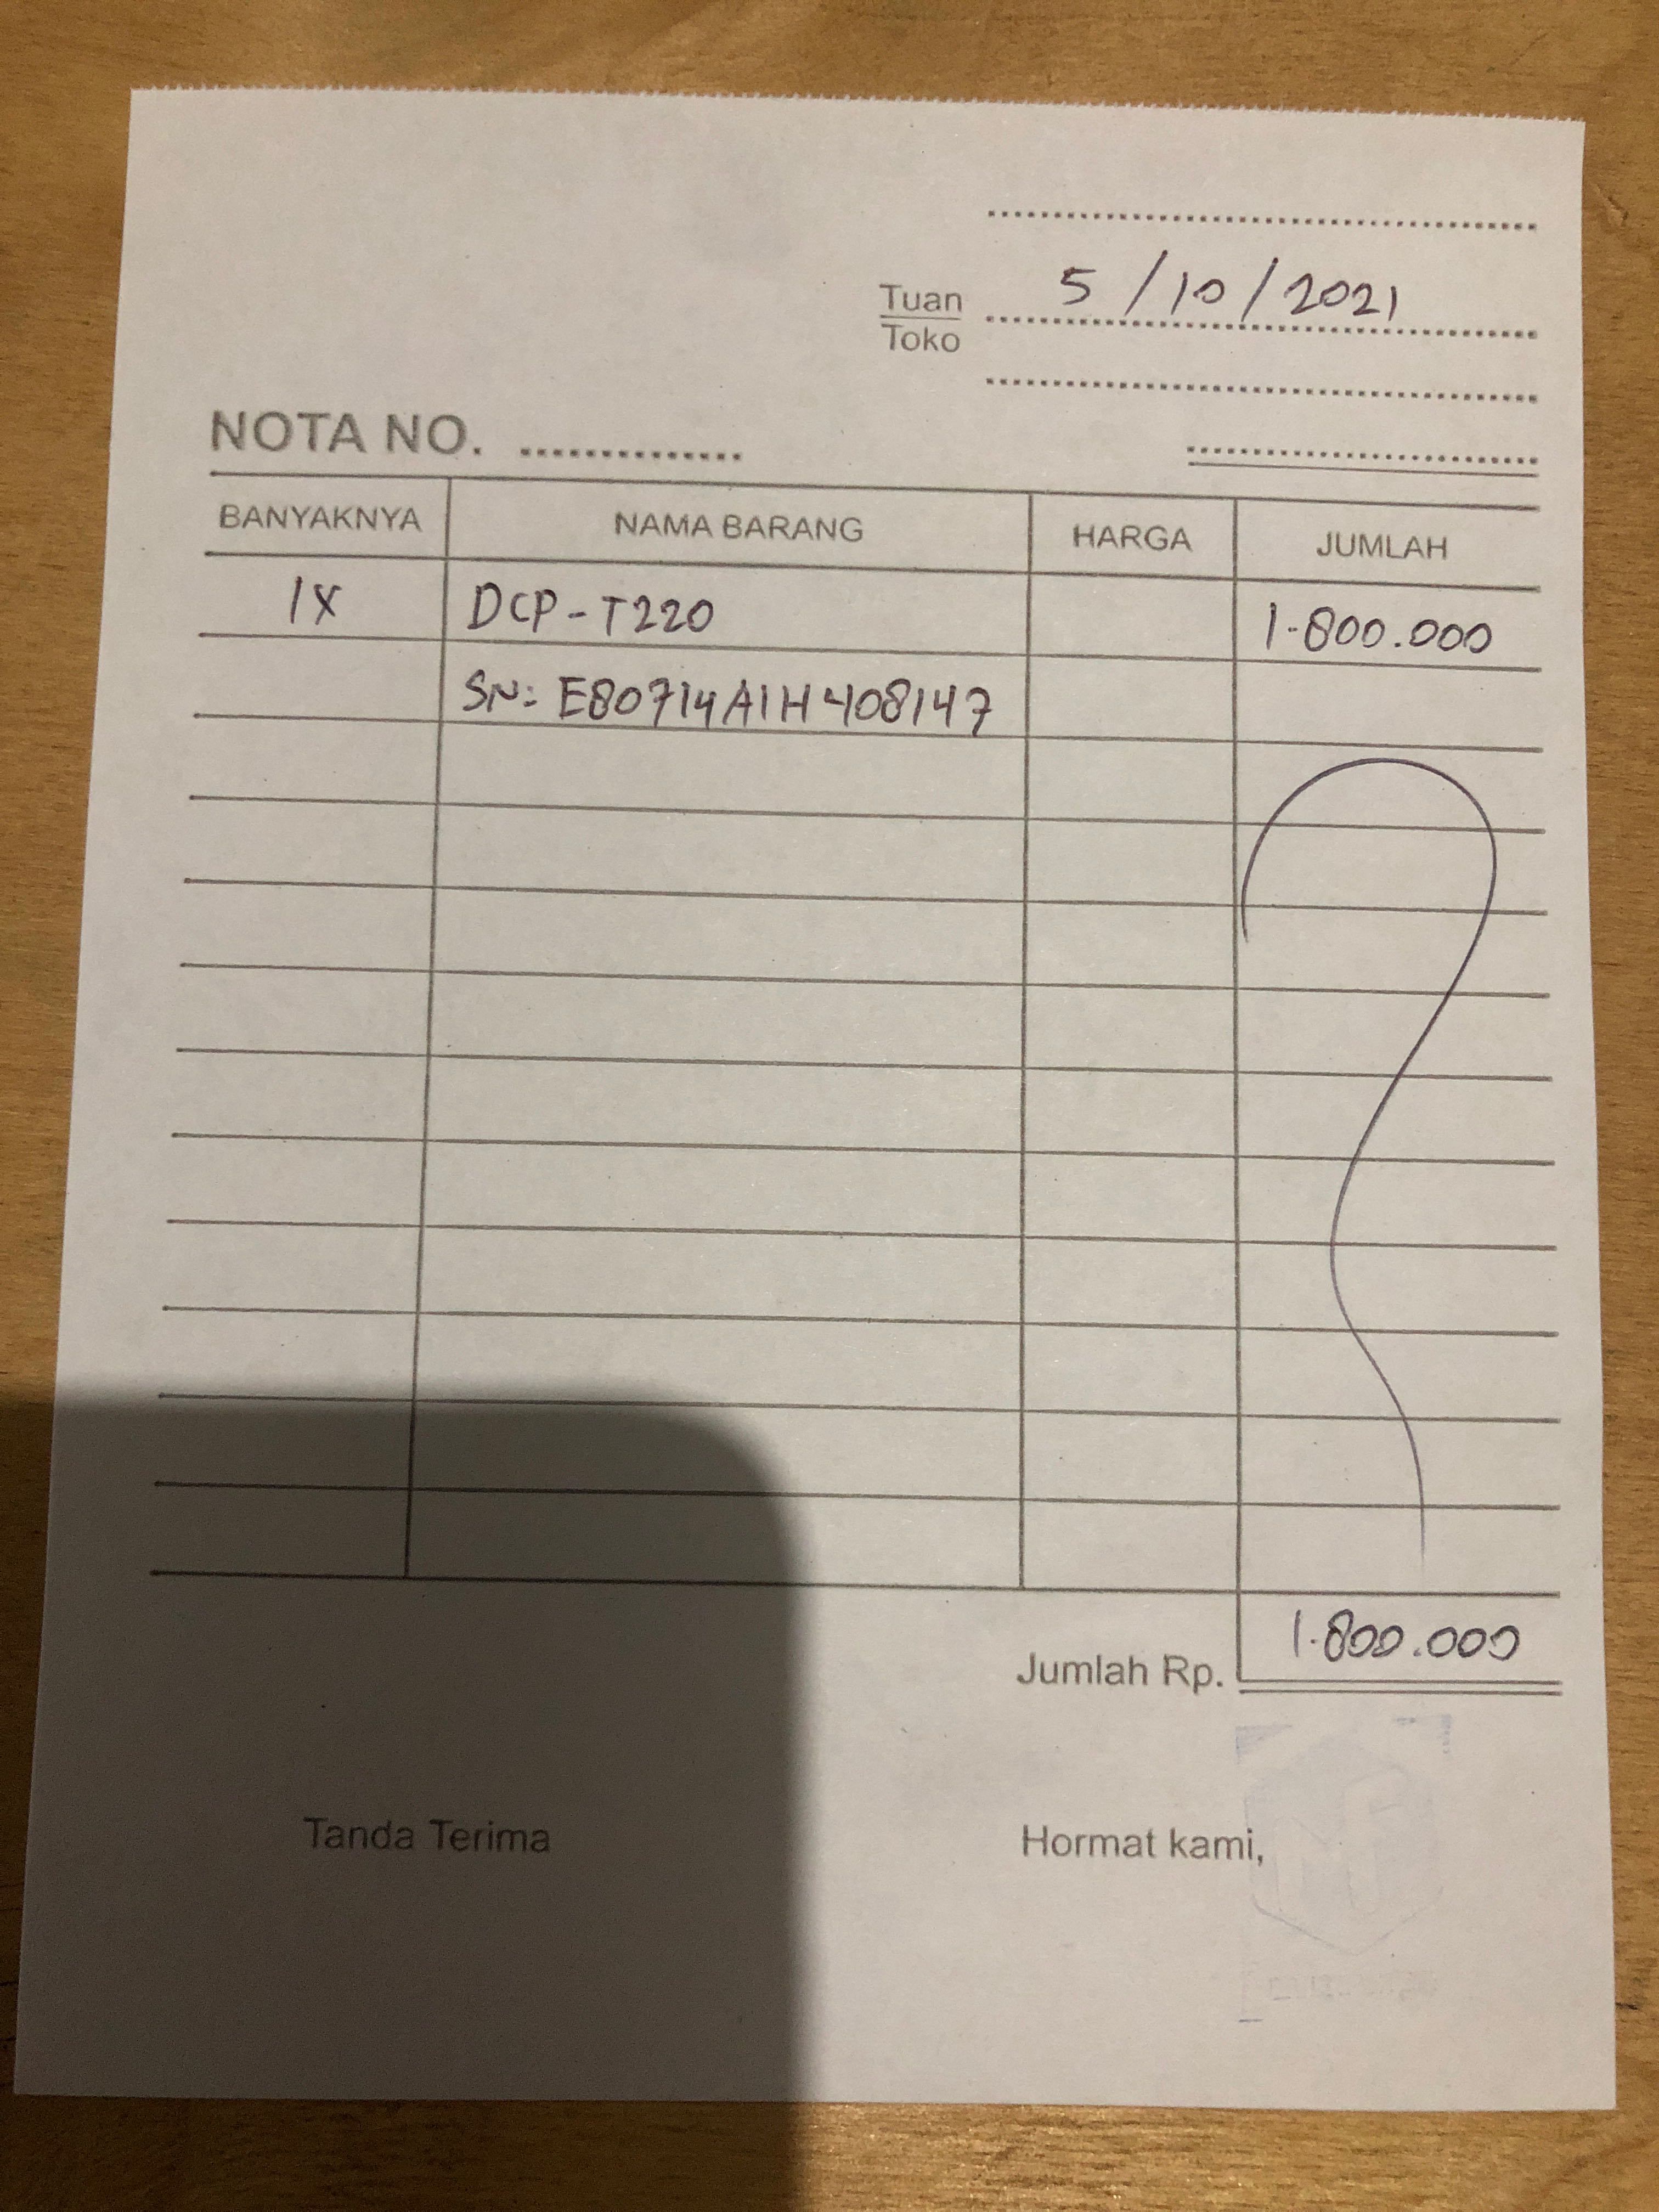 5/10/2021
Tuan
Toko
NOTA NO.
BANYAKNYA NAMA BARANG HARGA JUMLAH
1X DCP-T220 1.800.000
SN: E80714A1H408147
Jumlah Rp. 1.800.000
Tanda Terima Hormat kami,